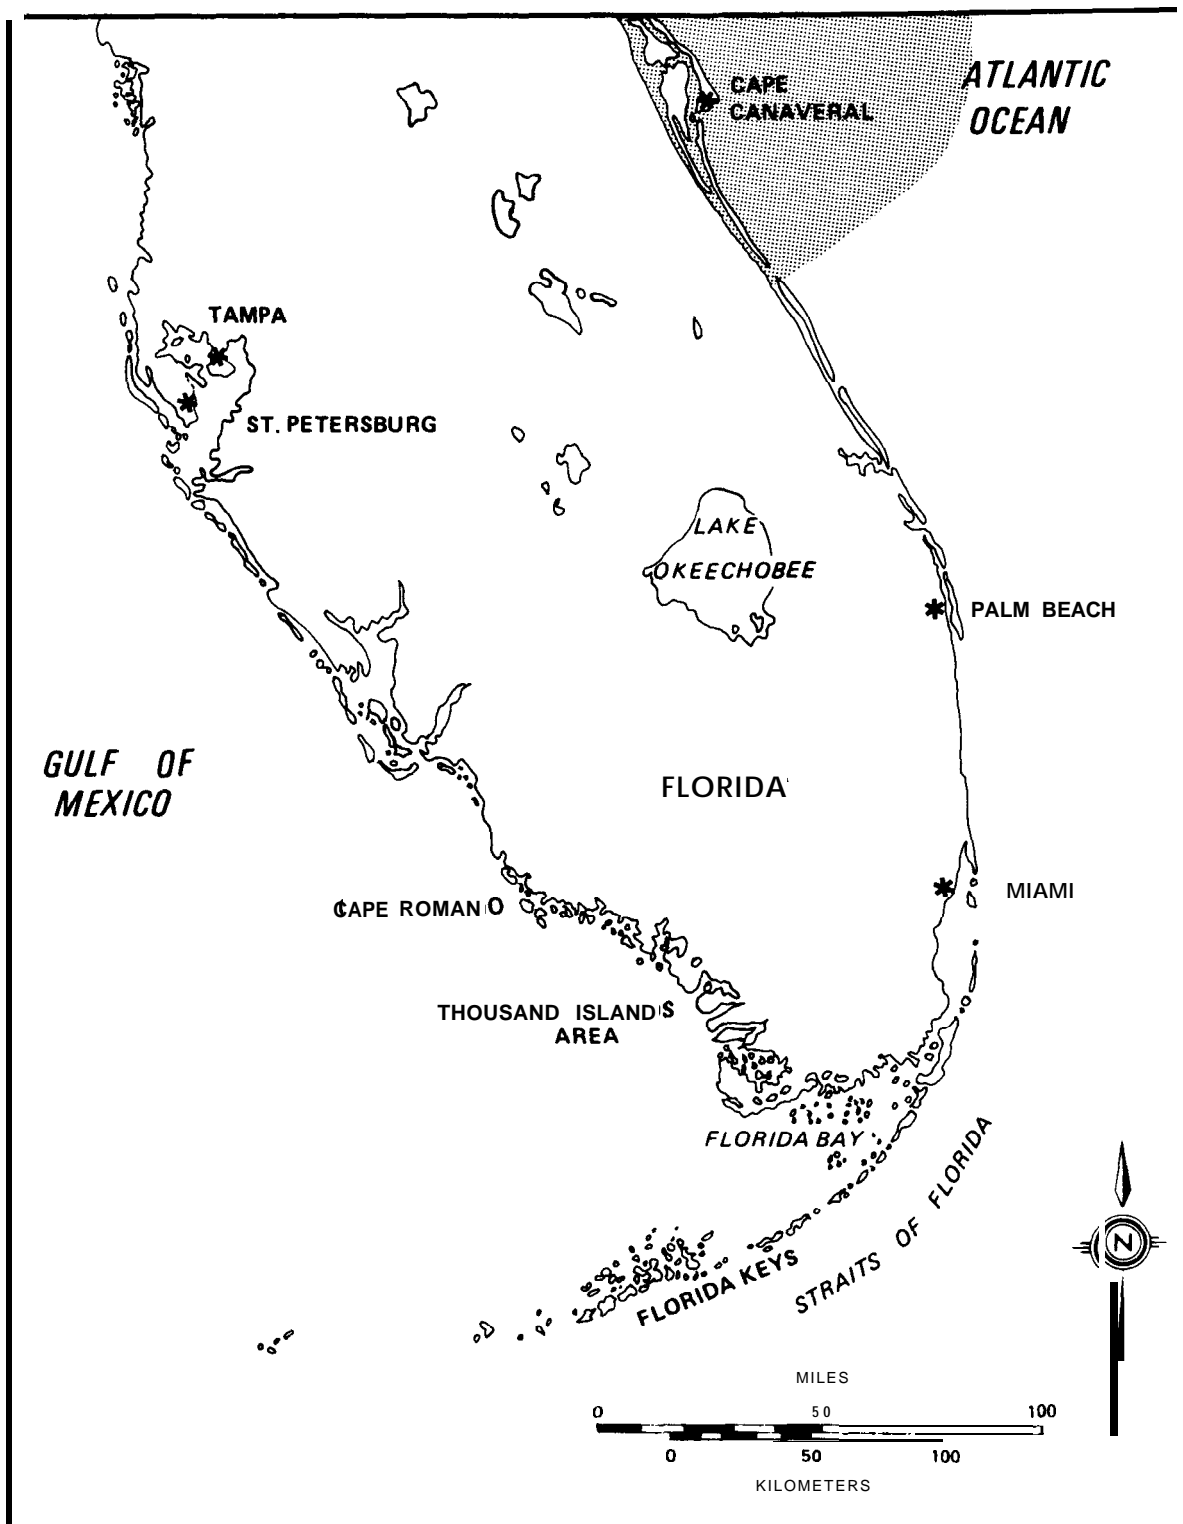 ATLANTIC
OCEAN
CAPE
CANAVERAL
TAMPA
ST. PETERSBURG
LAKE
OKEECHOBEE
PALM BEACH
GULF OF
MEXICO
FLORIDA
MIAMI
CAPE ROMANO
THOUSAND ISLANDS
AREA
FLORIDA BAY
STRAITS OF FLORIDA
FLORIDA KEYS
N
MILES
0 50 100
0 50 100
KILOMETERS